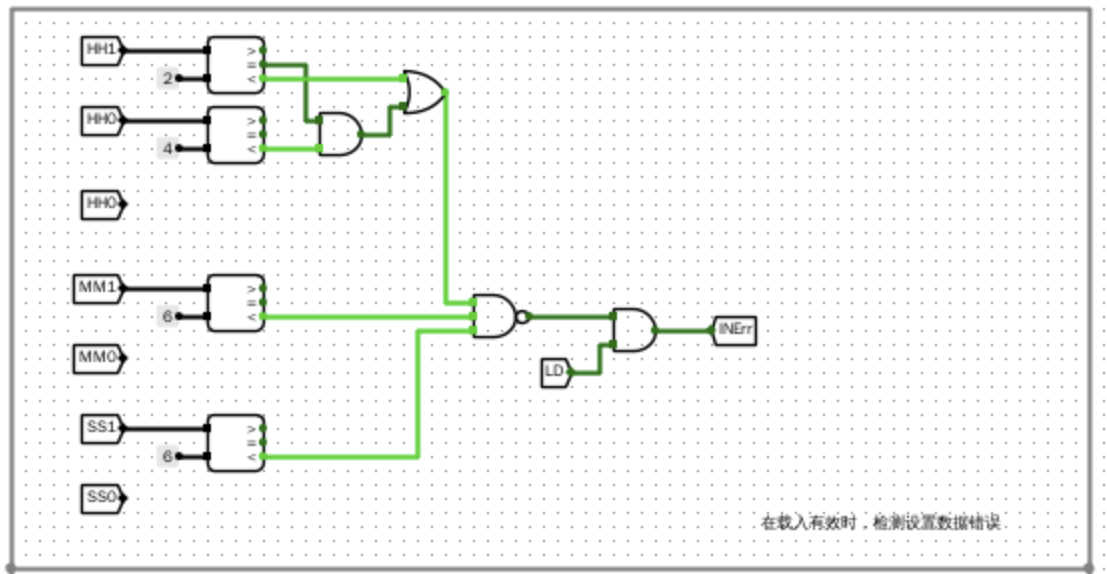 HH1
>
=
<
2
HH0
>
=
<
4
HH0
MM1
>
=
<
6
INErr
MM0
LD
SS1
>
=
<
6
SS0
在载入有效时，检测设置数据错误